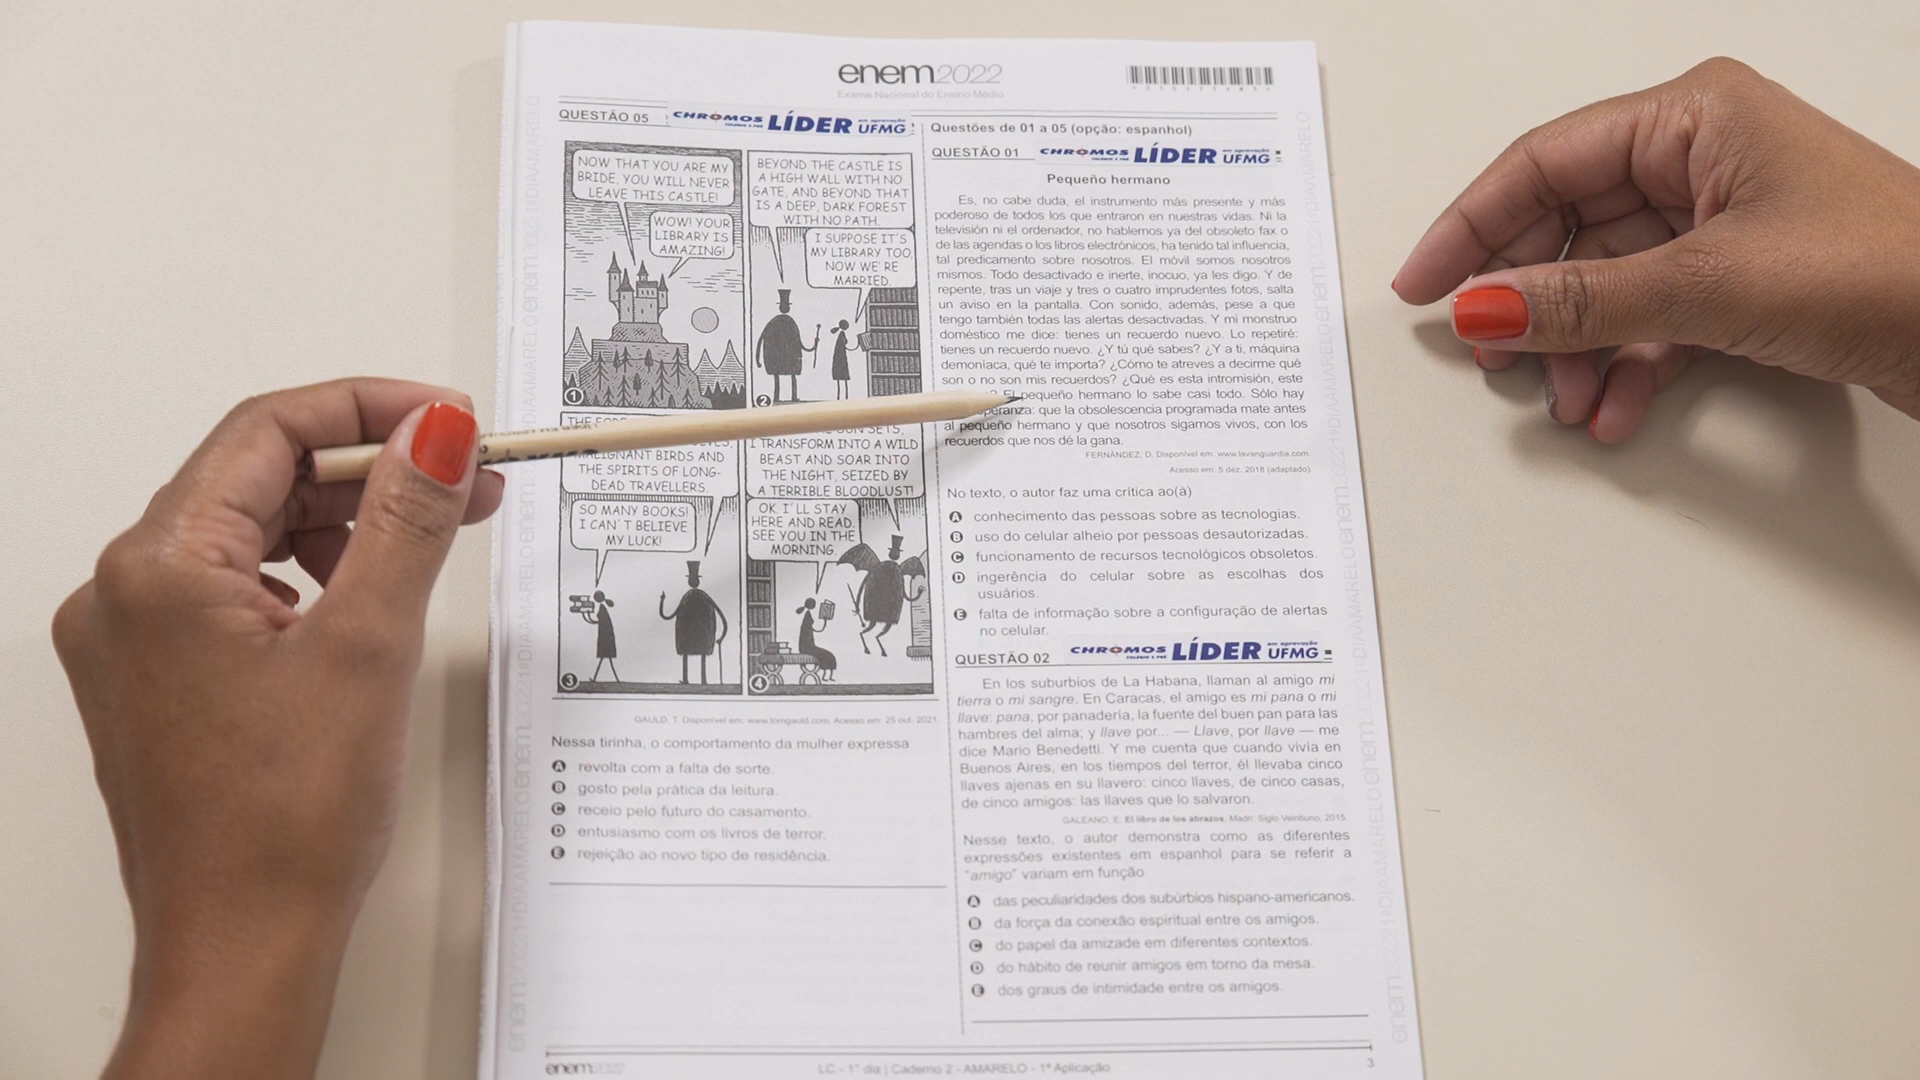 enem2022
Exame Nacional do Ensino Médio
QUESTÃO 05
CHROMOS
COLÉGIO E PRÉ
LÍDER
em aprovação
UFMG
NOW THAT YOU ARE MY
BRIDE, YOU WILL NEVER
LEAVE THIS CASTLE!
WOW! YOUR
LIBRARY IS
AMAZING!
1
BEYOND THE CASTLE IS
A HIGH WALL WITH NO
GATE, AND BEYOND THAT
IS A DEEP, DARK FOREST
WITH NO PATH.
I SUPPOSE IT'S
MY LIBRARY TOO,
NOW WE'RE
MARRIED.
2
THE
MALIGNANT BIRDS AND
THE SPIRITS OF LONG-
DEAD TRAVELLERS.
SO MANY BOOKS!
I CAN'T BELIEVE
MY LUCK!
3
SUN SETS,
I TRANSFORM INTO A WILD
BEAST AND SOAR INTO
THE NIGHT, SEIZED BY
A TERRIBLE BLOODLUST!
OK. I'LL STAY
HERE AND READ.
SEE YOU IN THE
MORNING.
4
GAULD, T. Disponível em: www.tomgauld.com. Acesso em: 25 out. 2021.
Nessa tirinha, o comportamento da mulher expressa
A revolta com a falta de sorte.
B gosto pela prática da leitura.
C receio pelo futuro do casamento.
D entusiasmo com os livros de terror.
E rejeição ao novo tipo de residência.
Questões de 01 a 05 (opção: espanhol)
QUESTÃO 01
CHROMOS
COLÉGIO E PRÉ
LÍDER
em aprovação
UFMG
Pequeño hermano
Es, no cabe duda, el instrumento más presente y más
poderoso de todos los que entraron en nuestras vidas. Ni la
televisión ni el ordenador, no hablemos ya del obsoleto fax o
de las agendas o los libros electrónicos, ha tenido tal influencia,
tal predicamento sobre nosotros. El móvil somos nosotros
mismos. Todo desactivado e inerte, inocuo, ya les digo. Y de
repente, tras un viaje y tres o cuatro imprudentes fotos, salta
un aviso en la pantalla. Con sonido, además, pese a que
tengo también todas las alertas desactivadas. Y mi monstruo
doméstico me dice: tienes un recuerdo nuevo. Lo repetiré:
tienes un recuerdo nuevo. ¿Y tú qué sabes? ¿Y a ti, máquina
demoníaca, qué te importa? ¿Cómo te atreves a decirme qué
son o no son mis recuerdos? ¿Qué es esta intromisión, este
? El pequeño hermano lo sabe casi todo. Sólo hay
esperanza: que la obsolescencia programada mate antes
al pequeño hermano y que nosotros sigamos vivos, con los
recuerdos que nos dé la gana.
FERNÁNDEZ, D. Disponível em: www.lavanguardia.com.
Acesso em: 5 dez. 2018 (adaptado).
No texto, o autor faz uma crítica ao(à)
A conhecimento das pessoas sobre as tecnologias.
B uso do celular alheio por pessoas desautorizadas.
C funcionamento de recursos tecnológicos obsoletos.
D ingerência do celular sobre as escolhas dos
usuários.
E falta de informação sobre a configuração de alertas
no celular.
QUESTÃO 02
CHROMOS
COLÉGIO E PRÉ
LÍDER
em aprovação
UFMG
En los suburbios de La Habana, llaman al amigo mi
tierra o mi sangre. En Caracas, el amigo es mi pana o mi
llave: pana, por panadería, la fuente del buen pan para las
hambres del alma; y llave por... — Llave, por llave — me
dice Mario Benedetti. Y me cuenta que cuando vivía en
Buenos Aires, en los tiempos del terror, él llevaba cinco
llaves ajenas en su llavero: cinco llaves, de cinco casas,
de cinco amigos: las llaves que lo salvaron.
GALEANO, E. El libro de los abrazos. Madri: Siglo Veintiuno, 2015.
Nesse texto, o autor demonstra como as diferentes
expressões existentes em espanhol para se referir a
"amigo" variam em função
A das peculiaridades dos subúrbios hispano-americanos.
B da força da conexão espiritual entre os amigos.
C do papel da amizade em diferentes contextos.
D do hábito de reunir amigos em torno da mesa.
E dos graus de intimidade entre os amigos.
enem2022
LC - 1º dia | Caderno 2 - AMARELO - 1ª Aplicação
3